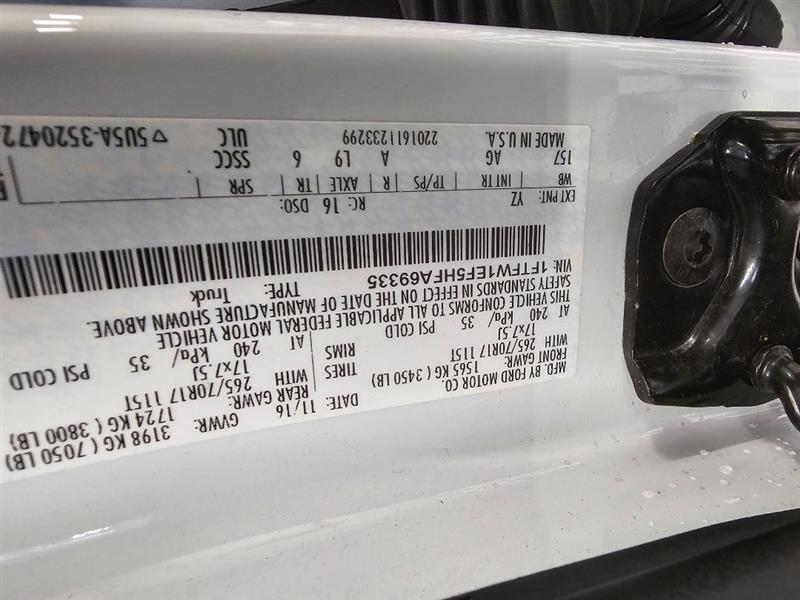 MFD. BY FORD MOTOR CO.
DATE: 11/16 GVWR: 3198 KG ( 7050 LB)
FRONT GAWR: REAR GAWR: 1724 KG ( 3800 LB)
1565 KG ( 3450 LB) TIRES WITH 265/70R17 115T
WITH 265/70R17 115T RIMS 17x7.5J
17x7.5J AT 240 kPa/ 35 PSI COLD
AT 240 kPa/ 35 PSI COLD
THIS VEHICLE CONFORMS TO ALL APPLICABLE FEDERAL MOTOR VEHICLE
SAFETY STANDARDS IN EFFECT ON THE DATE OF MANUFACTURE SHOWN ABOVE.
VIN: 1FTFW1EF5HFA69335
TYPE: Truck
EXT PNT: YZ RC: 16 DSO:
WB INT TR TP/PS R AXLE TR SPR
157 AG A L9 6 SSCC
MADE IN U.S.A. 2201611233299 ULC 5U5A-3520472